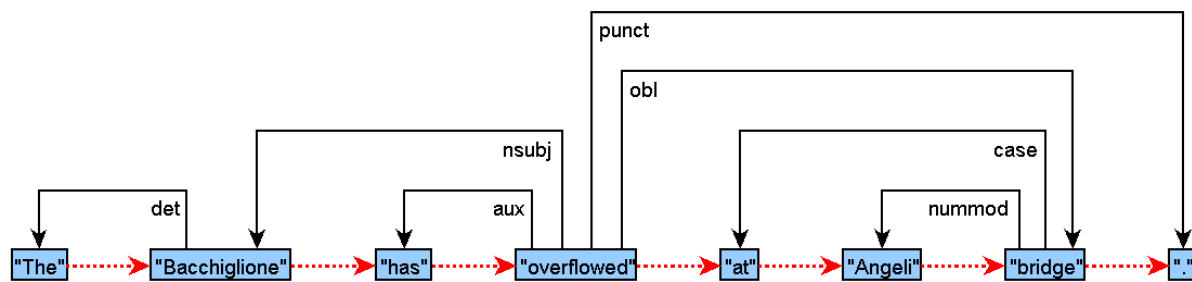 punct
obl
nsubj case
det aux nummod
"The" "Bacchiglione" "has" "overflowed" "at" "Angeli" "bridge" "."